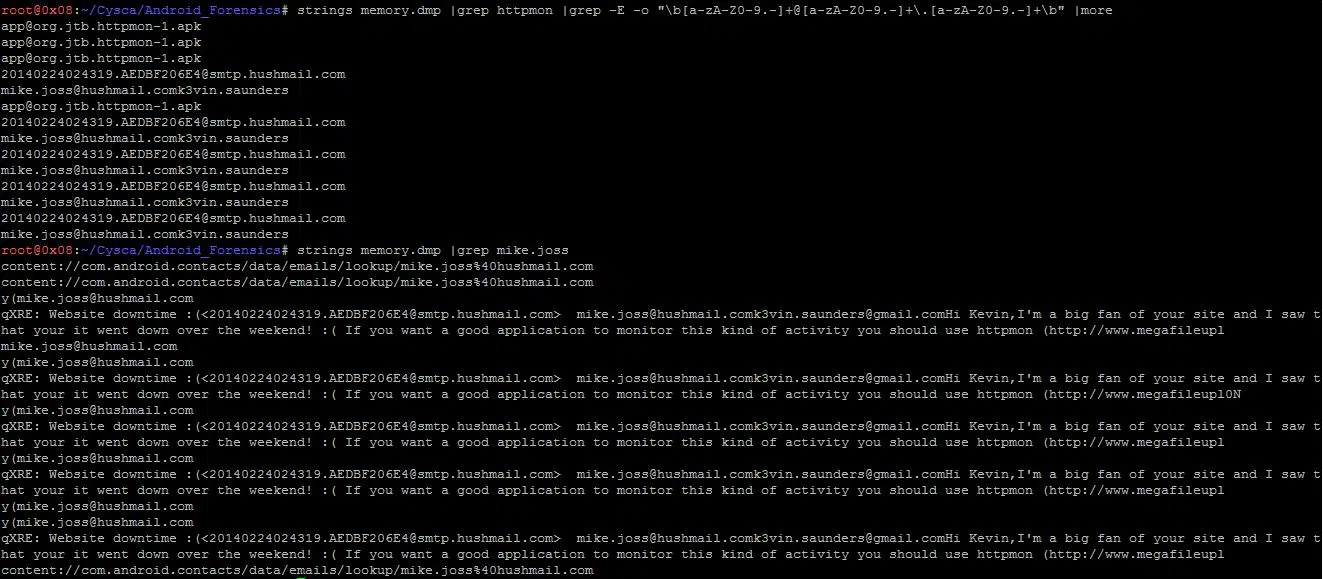 root@0x08:~/Cysca/Android_Forensics# strings memory.dmp |grep httpmon |grep -E -o "\b[a-zA-Z0-9.-]+@[a-zA-Z0-9.-]+\.[a-zA-Z0-9.-]+\b" |more
app@org.jtb.httpmon-1.apk
app@org.jtb.httpmon-1.apk
app@org.jtb.httpmon-1.apk
20140224024319.AEDBF206E4@smtp.hushmail.com
mike.joss@hushmail.comk3vin.saunders
app@org.jtb.httpmon-1.apk
20140224024319.AEDBF206E4@smtp.hushmail.com
mike.joss@hushmail.comk3vin.saunders
20140224024319.AEDBF206E4@smtp.hushmail.com
mike.joss@hushmail.comk3vin.saunders
20140224024319.AEDBF206E4@smtp.hushmail.com
mike.joss@hushmail.comk3vin.saunders
20140224024319.AEDBF206E4@smtp.hushmail.com
mike.joss@hushmail.comk3vin.saunders
root@0x08:~/Cysca/Android_Forensics# strings memory.dmp |grep mike.joss
content://com.android.contacts/data/emails/lookup/mike.joss%40hushmail.com
content://com.android.contacts/data/emails/lookup/mike.joss%40hushmail.com
y(mike.joss@hushmail.com
qXRE: Website downtime :(<20140224024319.AEDBF206E4@smtp.hushmail.com>  mike.joss@hushmail.comk3vin.saunders@gmail.comHi Kevin,I'm a big fan of your site and I saw t
hat your it went down over the weekend! :( If you want a good application to monitor this kind of activity you should use httpmon (http://www.megafileupl
mike.joss@hushmail.com
y(mike.joss@hushmail.com
qXRE: Website downtime :(<20140224024319.AEDBF206E4@smtp.hushmail.com>  mike.joss@hushmail.comk3vin.saunders@gmail.comHi Kevin,I'm a big fan of your site and I saw t
hat your it went down over the weekend! :( If you want a good application to monitor this kind of activity you should use httpmon (http://www.megafileupl0N
y(mike.joss@hushmail.com
qXRE: Website downtime :(<20140224024319.AEDBF206E4@smtp.hushmail.com>  mike.joss@hushmail.comk3vin.saunders@gmail.comHi Kevin,I'm a big fan of your site and I saw t
hat your it went down over the weekend! :( If you want a good application to monitor this kind of activity you should use httpmon (http://www.megafileupl
y(mike.joss@hushmail.com
qXRE: Website downtime :(<20140224024319.AEDBF206E4@smtp.hushmail.com>  mike.joss@hushmail.comk3vin.saunders@gmail.comHi Kevin,I'm a big fan of your site and I saw t
hat your it went down over the weekend! :( If you want a good application to monitor this kind of activity you should use httpmon (http://www.megafileupl
y(mike.joss@hushmail.com
y(mike.joss@hushmail.com
qXRE: Website downtime :(<20140224024319.AEDBF206E4@smtp.hushmail.com>  mike.joss@hushmail.comk3vin.saunders@gmail.comHi Kevin,I'm a big fan of your site and I saw t
hat your it went down over the weekend! :( If you want a good application to monitor this kind of activity you should use httpmon (http://www.megafileupl
content://com.android.contacts/data/emails/lookup/mike.joss%40hushmail.com